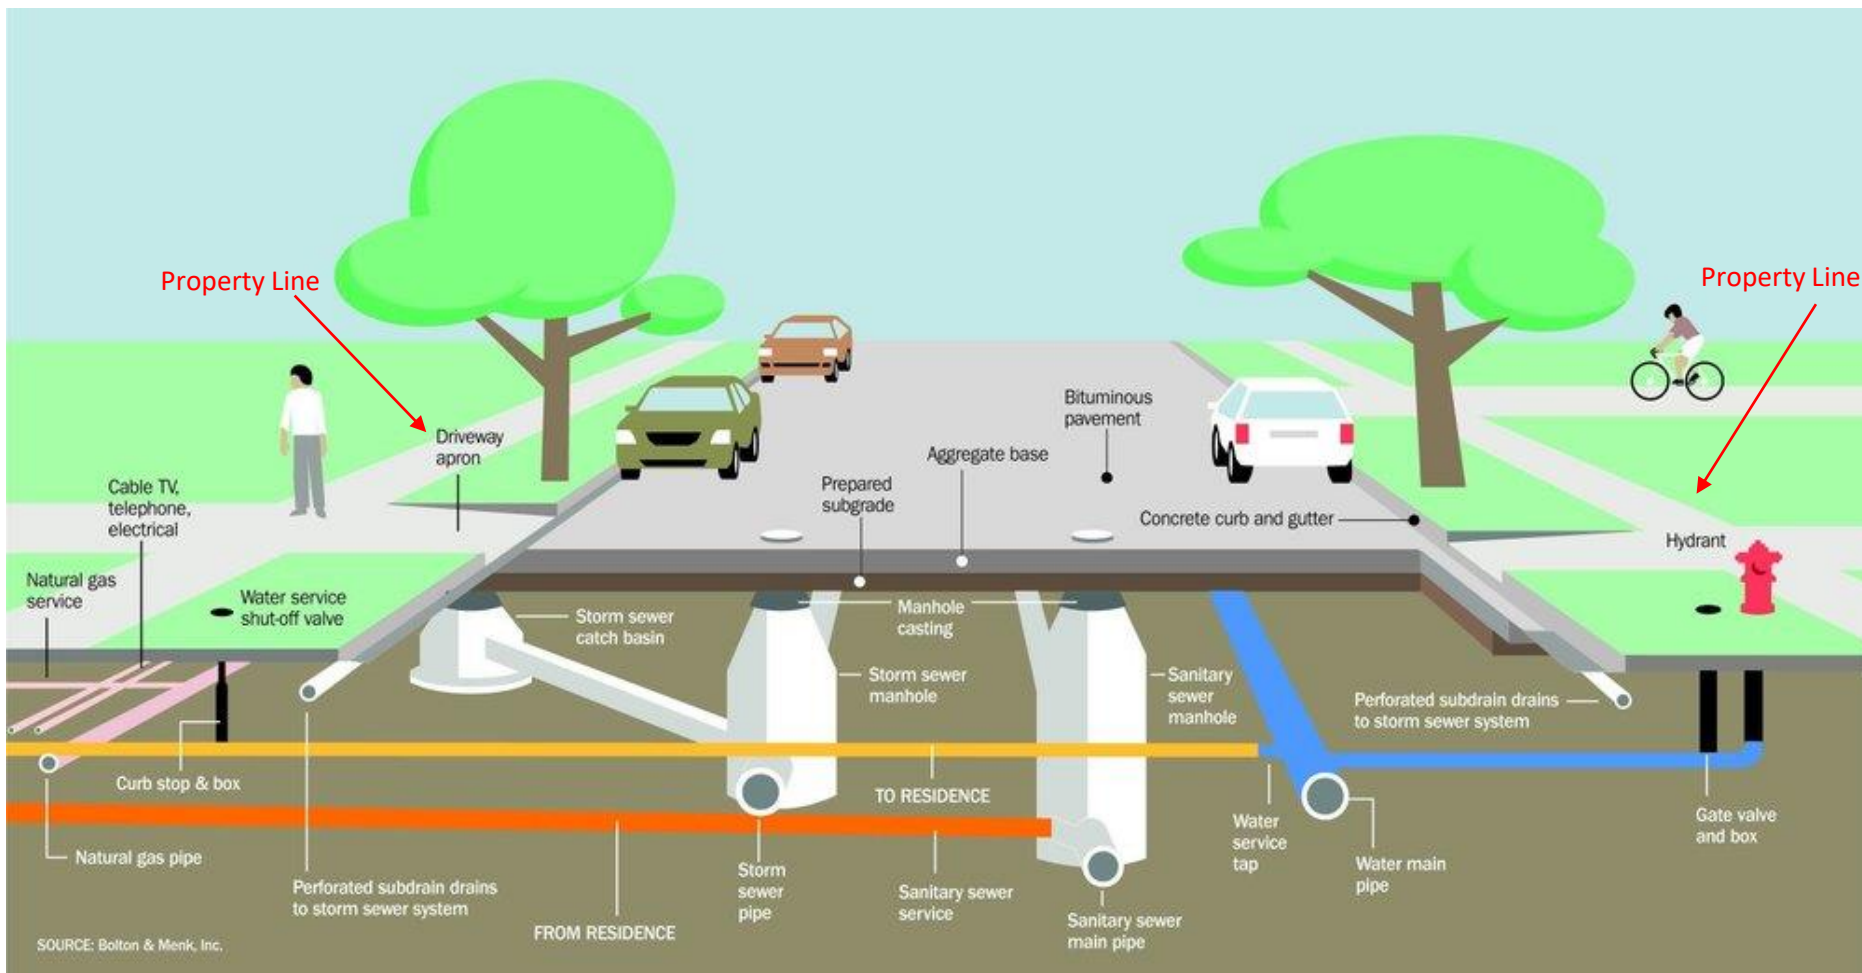 Property Line
Property Line
Driveway
apron
Bituminous
pavement
Aggregate base
Cable TV,
telephone,
electrical
Prepared
subgrade
Concrete curb and gutter
Hydrant
Natural gas
service
Water service
shut-off valve
Storm sewer
catch basin
Manhole
casting
Storm sewer
manhole
Sanitary
sewer
manhole
Perforated subdrain drains
to storm sewer system
Curb stop & box
TO RESIDENCE
Water
service
tap
Gate valve
and box
Natural gas pipe
Water main
pipe
Perforated subdrain drains
to storm sewer system
Storm
sewer
pipe
Sanitary sewer
service
Sanitary sewer
main pipe
FROM RESIDENCE
SOURCE: Bolton & Menk, Inc.